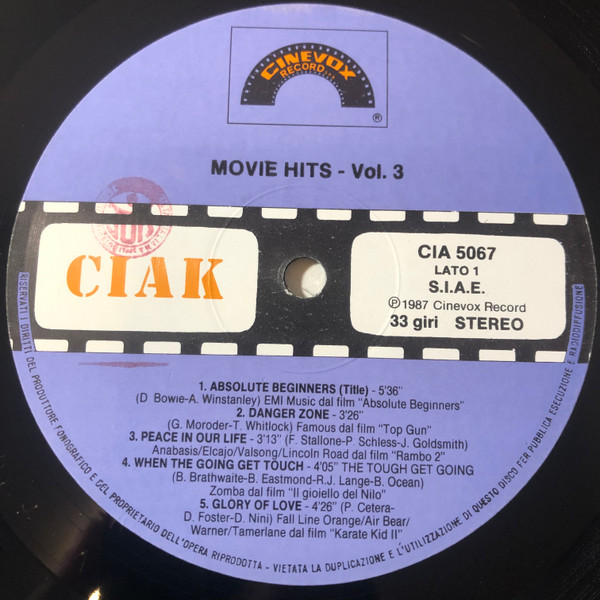 CINEVOX
RECORD
®
MOVIE HITS - Vol. 3
CIAK
CIA 5067
LATO 1
S.I.A.E.
℗ 1987 Cinevox Record
33 giri STEREO
1. ABSOLUTE BEGINNERS (Title) - 5'36"
(D Bowie-A. Winstanley) EMI Music dal film "Absolute Beginners"
2. DANGER ZONE - 3'26"
(G. Moroder-T. Whitlock) Famous dal film "Top Gun"
3. PEACE IN OUR LIFE - 3'13" (F. Stallone-P. Schless-J. Goldsmith)
Anabasis/Elcajo/Valsong/Lincoln Road dal film "Rambo 2"
4. WHEN THE GOING GET TOUCH - 4'05" THE TOUGH GET GOING
(B. Brathwaite-B. Eastmond-R.J. Lange-B. Ocean)
Zomba dal film "Il gioiello del Nilo"
5. GLORY OF LOVE - 4'26" (P. Cetera-
D. Foster-D. Nini) Fall Line Orange/Air Bear/
Warner/Tamerlane dal film "Karate Kid II"
RISERVATI I DIRITTI DEL PRODUTTORE FONOGRAFICO E DEL PROPRIETARIO DELL'OPERA RIPRODOTTA - VIETATA LA DUPLICAZIONE E L'UTILIZZAZIONE DI QUESTO DISCO PER PUBBLICA ESECUZIONE E RADIODIFFUSIONE